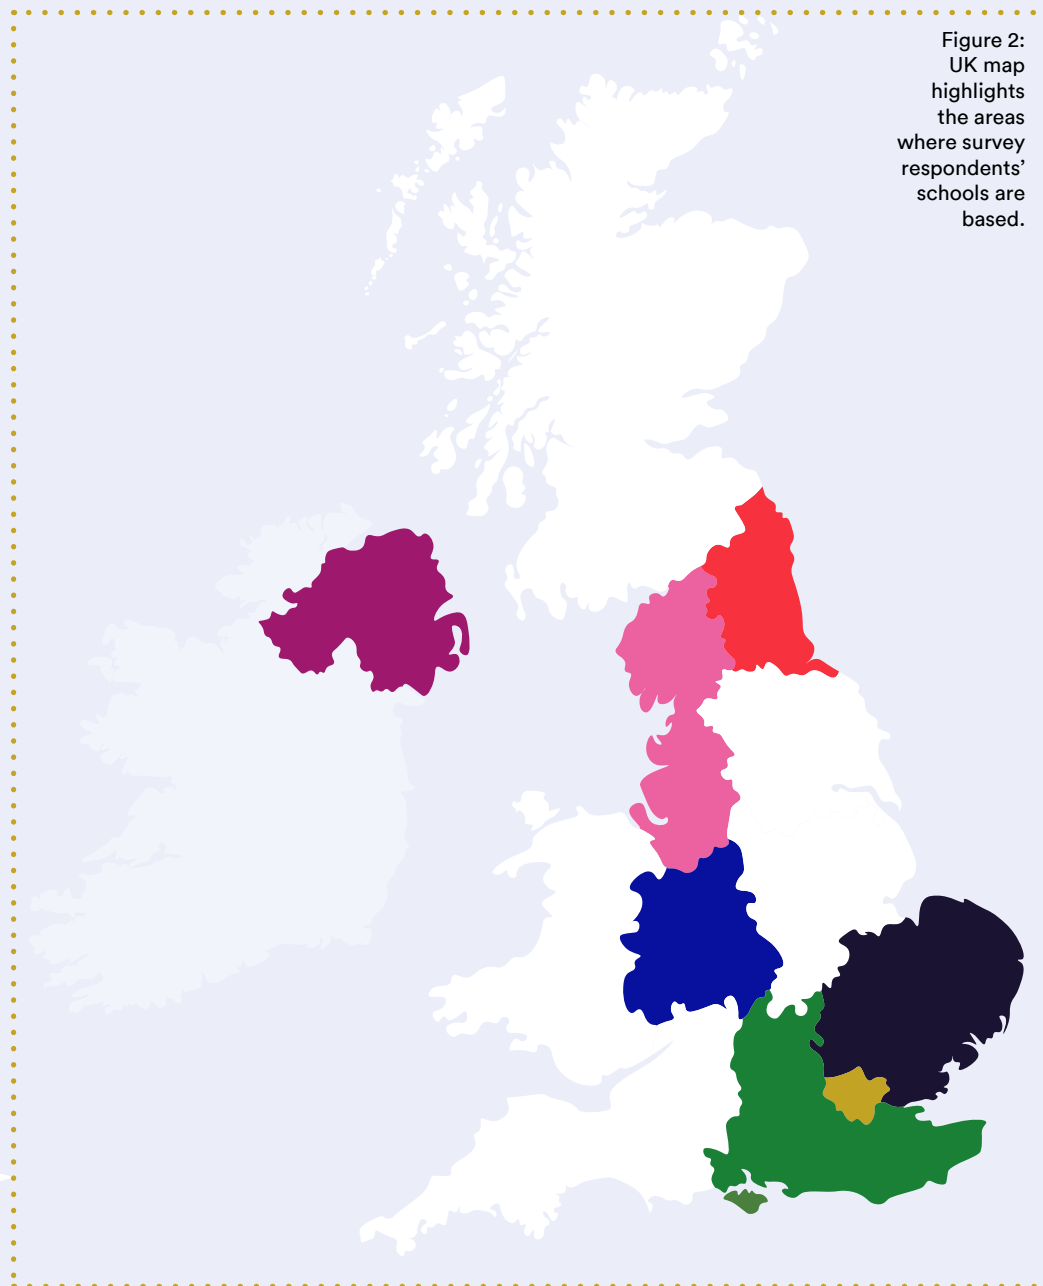 Figure 2:
UK map
highlights
the areas
where survey
respondents’
schools are
based.